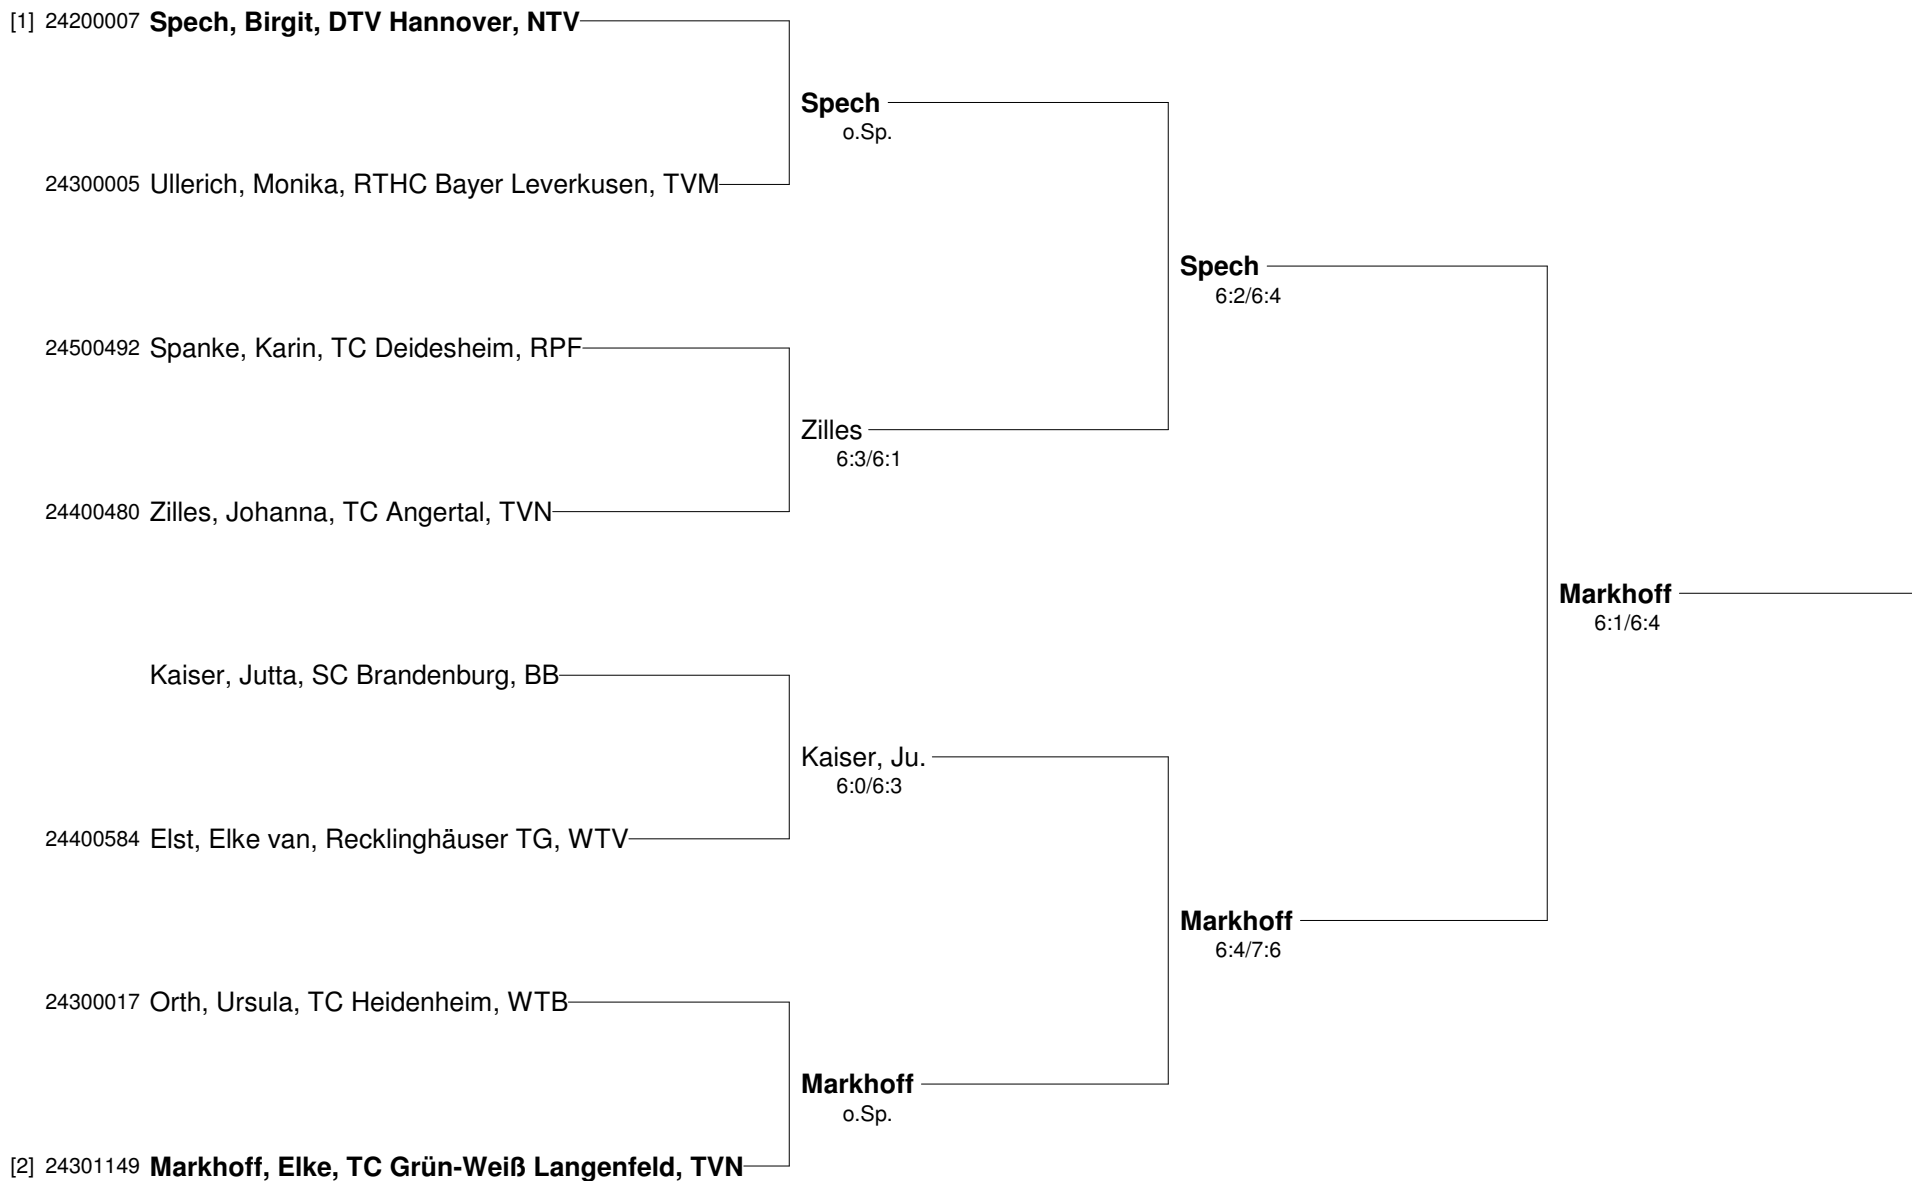 [1] 24200007 Spech, Birgit, DTV Hannover, NTV
Spech
o.Sp.
24300005 Ullerich, Monika, RTHC Bayer Leverkusen, TVM
Spech
6:2/6:4
24500492 Spanke, Karin, TC Deidesheim, RPF
Zilles
6:3/6:1
24400480 Zilles, Johanna, TC Angertal, TVN
Markhoff
6:1/6:4
Kaiser, Jutta, SC Brandenburg, BB
Kaiser, Ju.
6:0/6:3
24400584 Elst, Elke van, Recklinghäuser TG, WTV
Markhoff
6:4/7:6
24300017 Orth, Ursula, TC Heidenheim, WTB
Markhoff
o.Sp.
[2] 24301149 Markhoff, Elke, TC Grün-Weiß Langenfeld, TVN